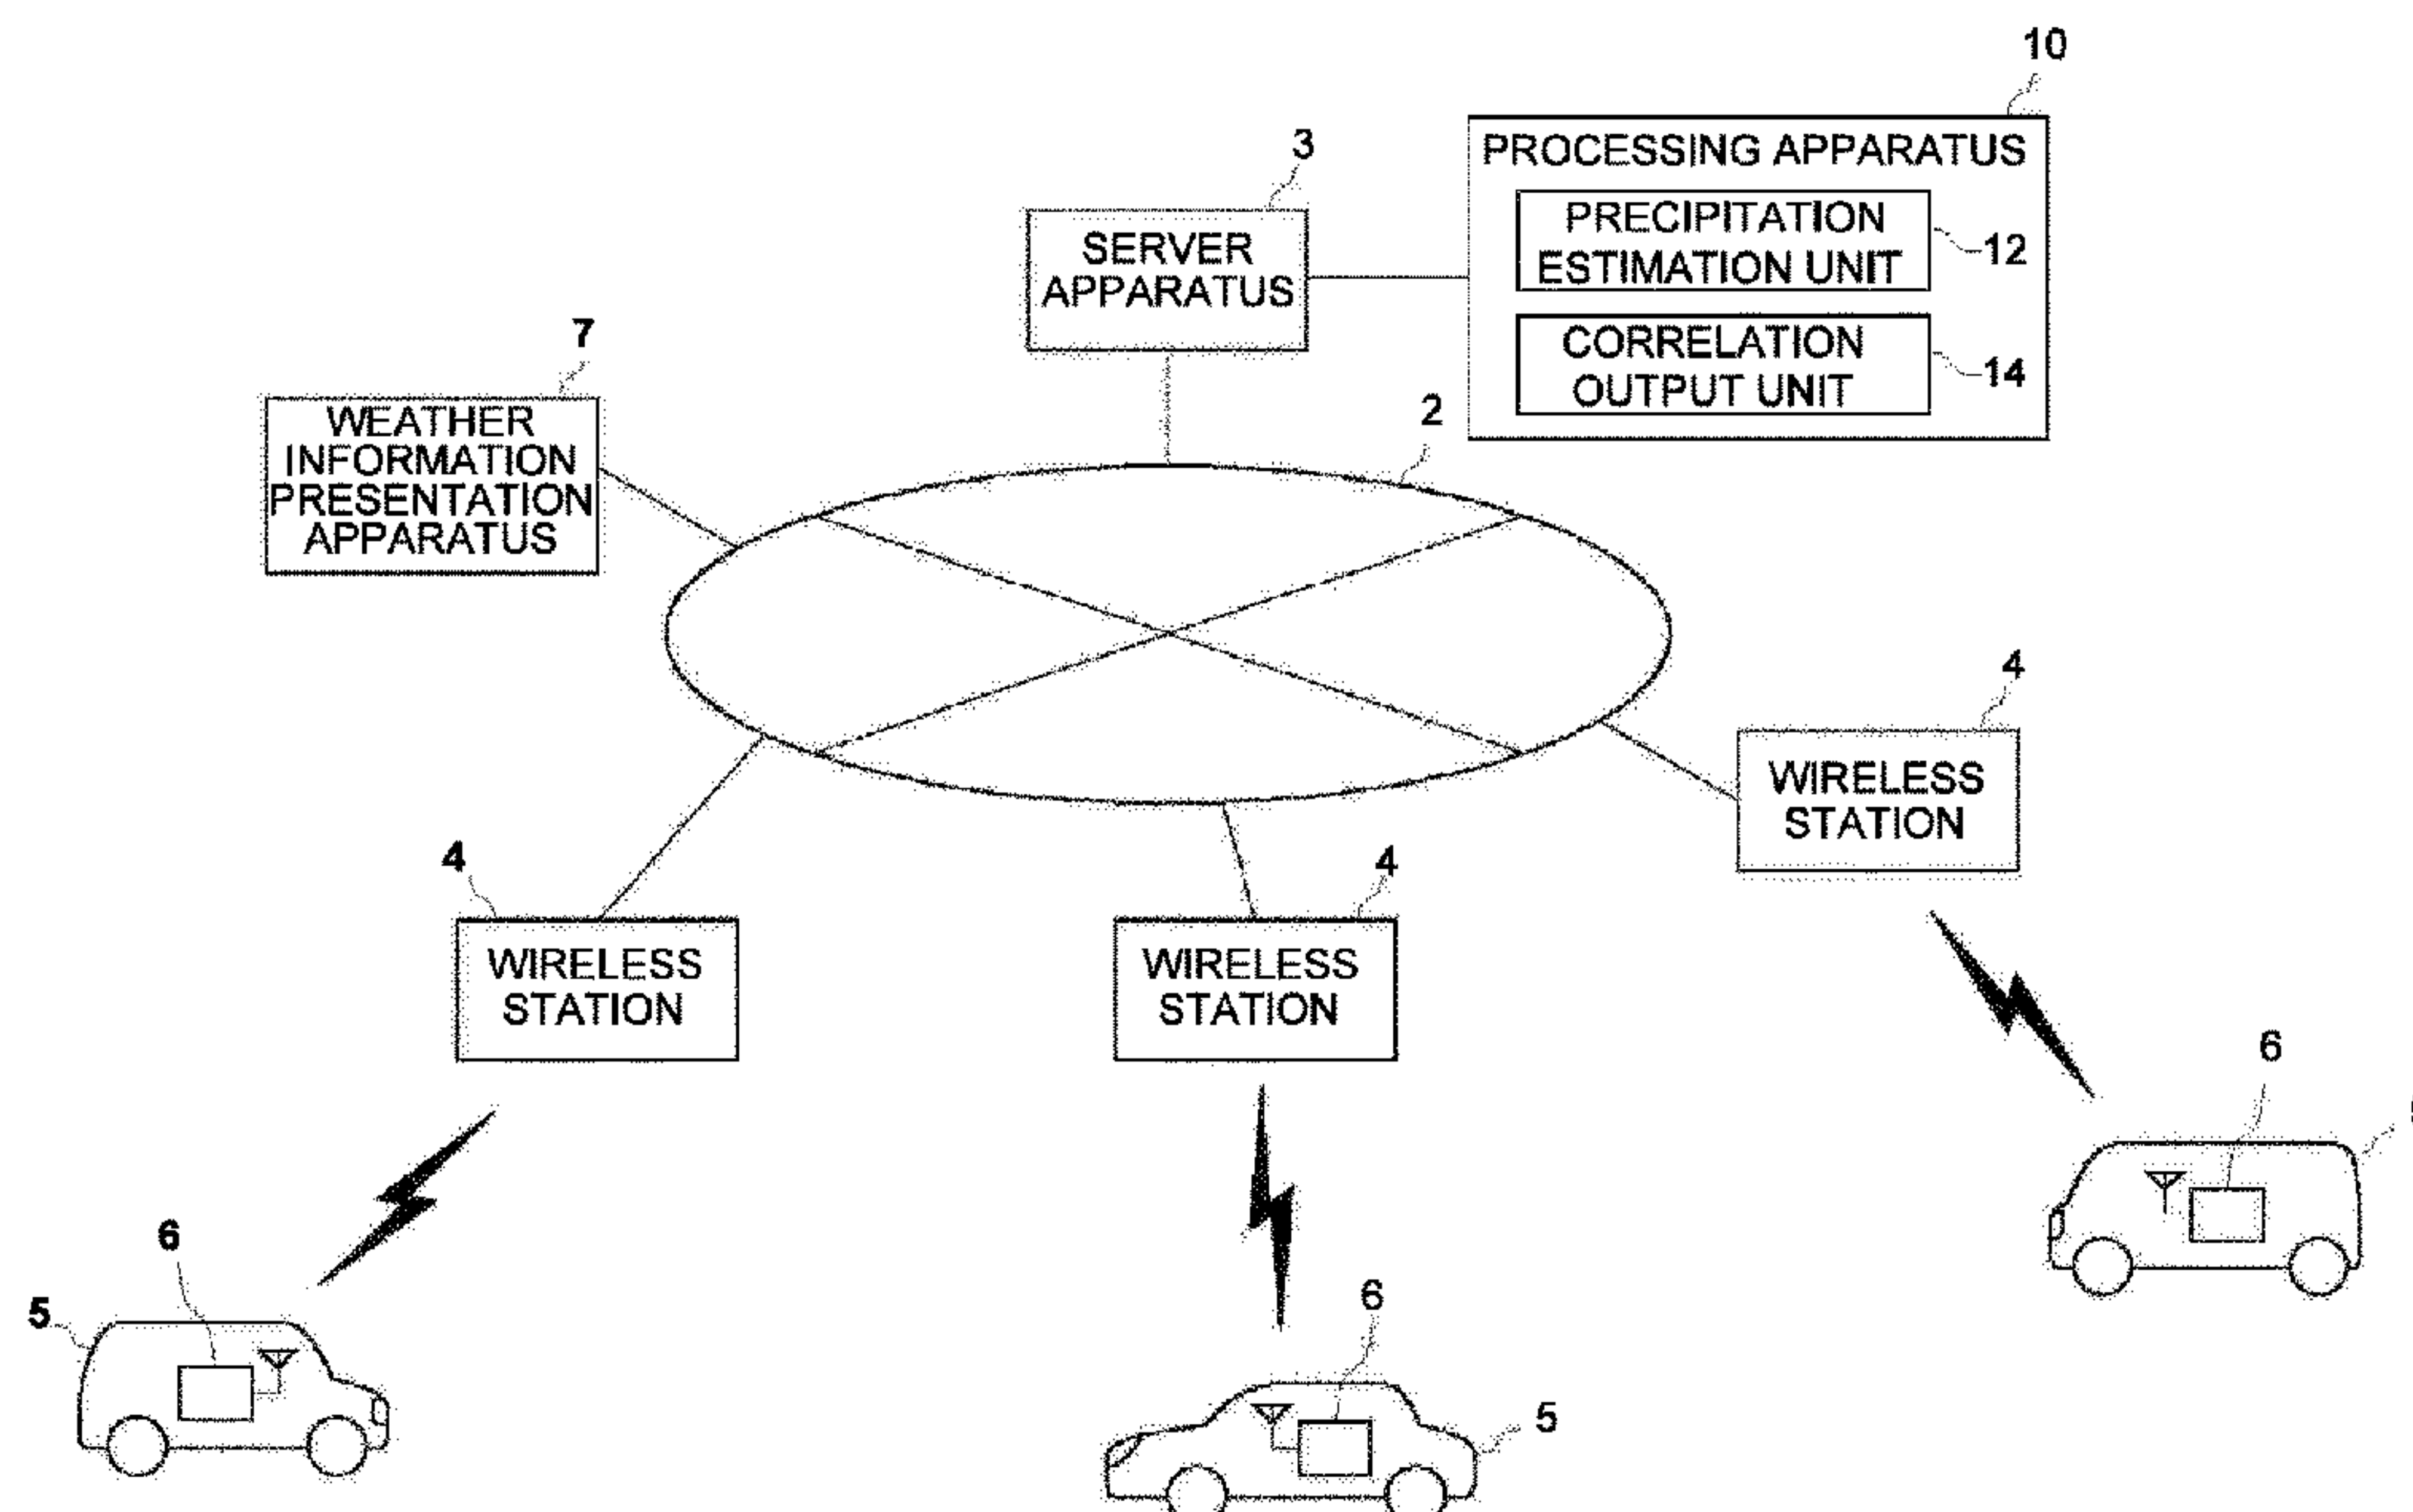 10
3
PROCESSING APPARATUS
PRECIPITATION
ESTIMATION UNIT
12
SERVER
APPARATUS
CORRELATION
OUTPUT UNIT
14
7
WEATHER
INFORMATION
PRESENTATION
APPARATUS
2
4
WIRELESS
STATION
4
WIRELESS
STATION
4
WIRELESS
STATION
6
6
5
6
5